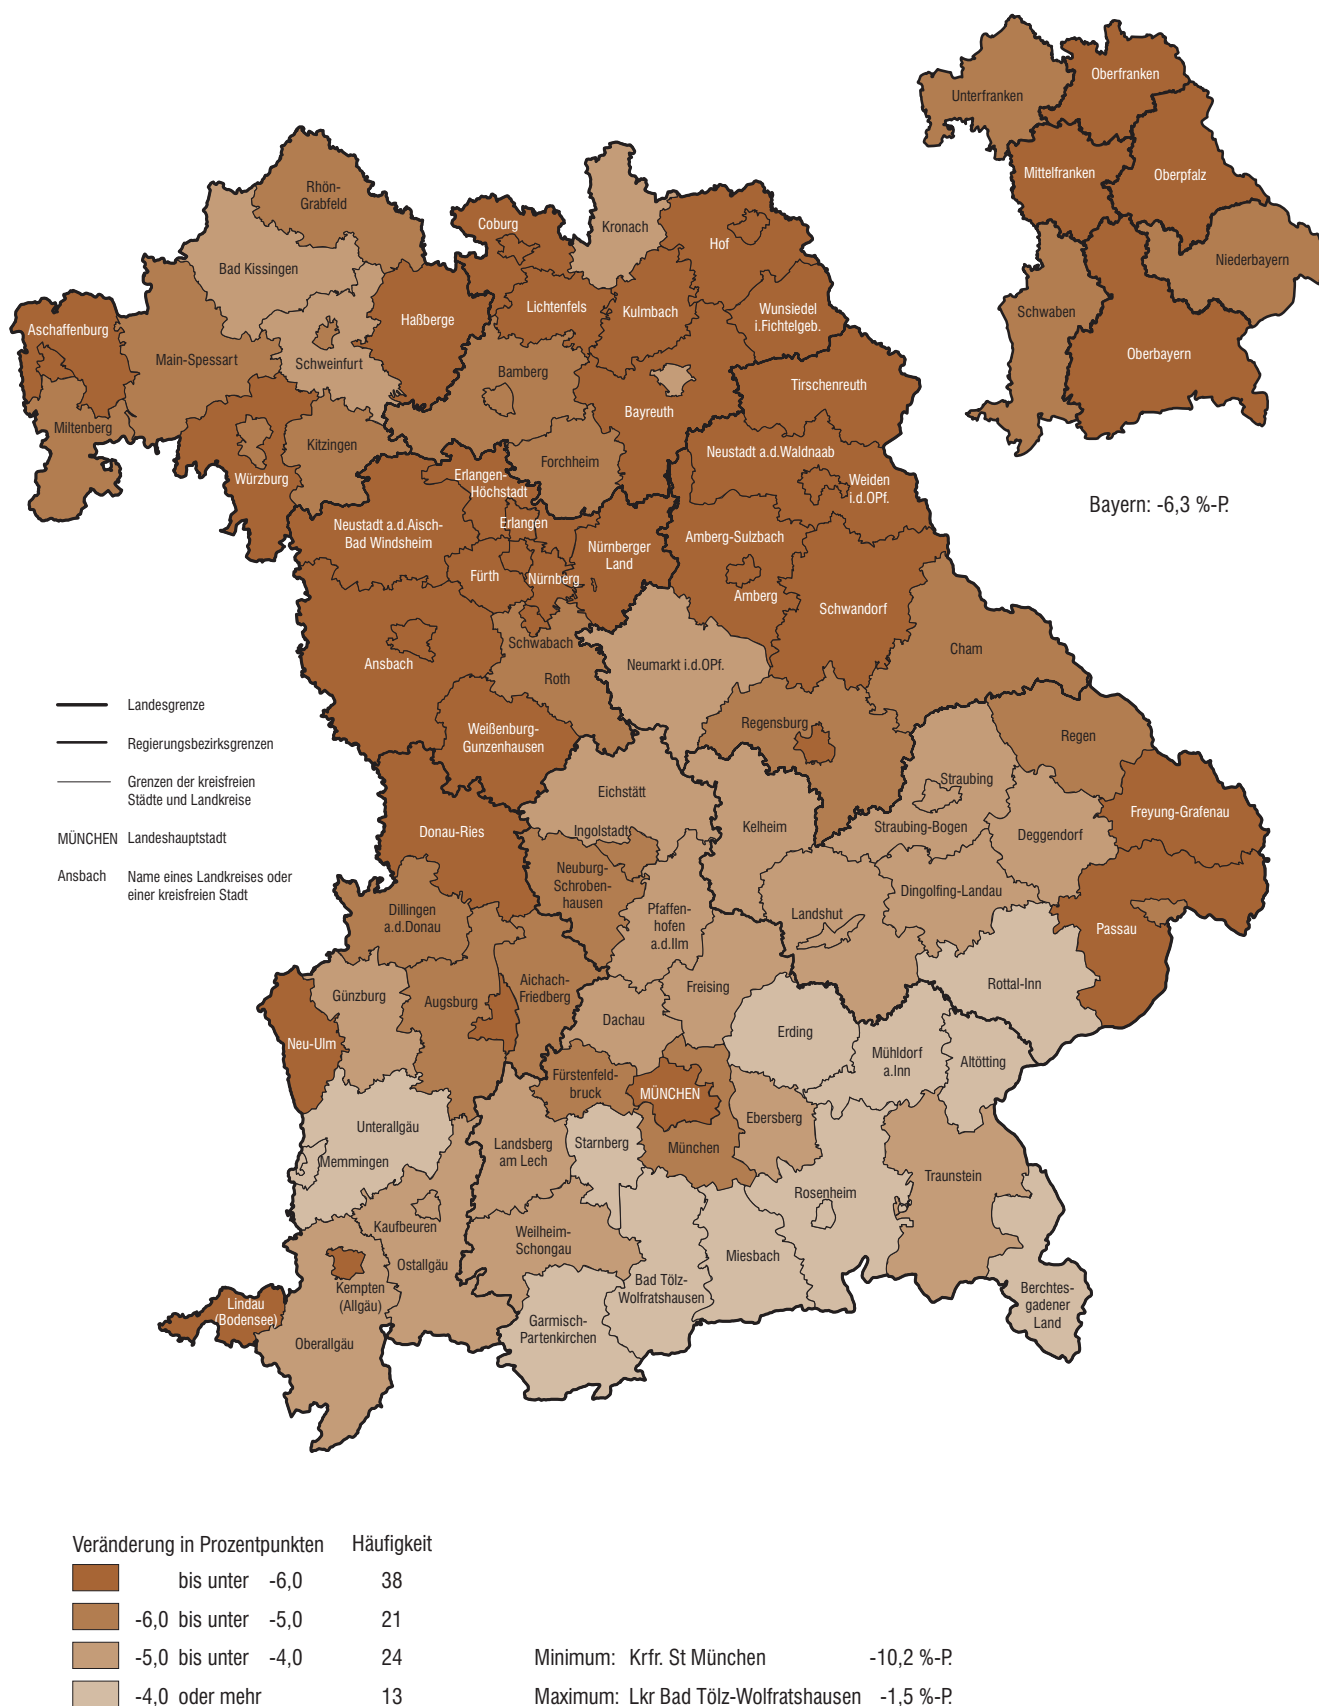 Oberfranken
Unterfranken
Mittelfranken
Oberpfalz
Niederbayern
Schwaben
Oberbayern
Bayern: -6,3 %-P.
Rhön-
Grabfeld
Coburg
Kronach
Hof
Bad Kissingen
Aschaffenburg
Haßberge
Lichtenfels
Kulmbach
Wunsiedel
i.Fichtelgeb.
Main-Spessart
Schweinfurt
Bamberg
Bayreuth
Tirschenreuth
Miltenberg
Kitzingen
Forchheim
Neustadt a.d.Waldnaab
Würzburg
Erlangen-
Höchstadt
Weiden
i.d.OPf.
Neustadt a.d.Aisch-
Bad Windsheim
Erlangen
Nürnberger
Land
Amberg-Sulzbach
Fürth
Nürnberg
Amberg
Schwandorf
Ansbach
Schwabach
Roth
Neumarkt i.d.OPf.
Cham
Weißenburg-
Gunzenhausen
Regensburg
Regen
Landesgrenze
Regierungsbezirksgrenzen
Grenzen der kreisfreien
Städte und Landkreise
MÜNCHEN Landeshauptstadt
Ansbach Name eines Landkreises oder
einer kreisfreien Stadt
Eichstätt
Straubing
Donau-Ries
Ingolstadt
Kelheim
Straubing-Bogen
Deggendorf
Freyung-Grafenau
Neuburg-
Schroben-
hausen
Dillingen
a.d.Donau
Pfaffen-
hofen
a.d.Ilm
Landshut
Dingolfing-Landau
Passau
Günzburg
Augsburg
Aichach-
Friedberg
Freising
Rottal-Inn
Neu-Ulm
Dachau
Erding
Mühldorf
a.Inn
Altötting
Fürstenfeld-
bruck
MÜNCHEN
Ebersberg
Unterallgäu
Memmingen
Landsberg
am Lech
Starnberg
München
Rosenheim
Traunstein
Kaufbeuren
Ostallgäu
Weilheim-
Schongau
Miesbach
Bad Tölz-
Wolfratshausen
Kempten
(Allgäu)
Lindau
(Bodensee)
Oberallgäu
Garmisch-
Partenkirchen
Berchtes-
gadener
Land
Veränderung in Prozentpunkten Häufigkeit
bis unter -6,0 38
-6,0 bis unter -5,0 21
-5,0 bis unter -4,0 24
-4,0 oder mehr 13
Minimum: Krfr. St München -10,2 %-P.
Maximum: Lkr Bad Tölz-Wolfratshausen -1,5 %-P.